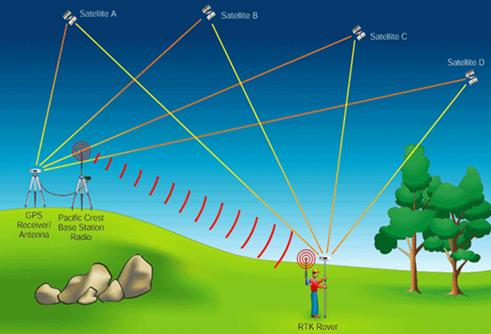 Satellite A
Satellite B
Satellite C
Satellite D
GPS
Receiver/
Antenna
Pacific Crest
Base Station
Radio
RTK Rover